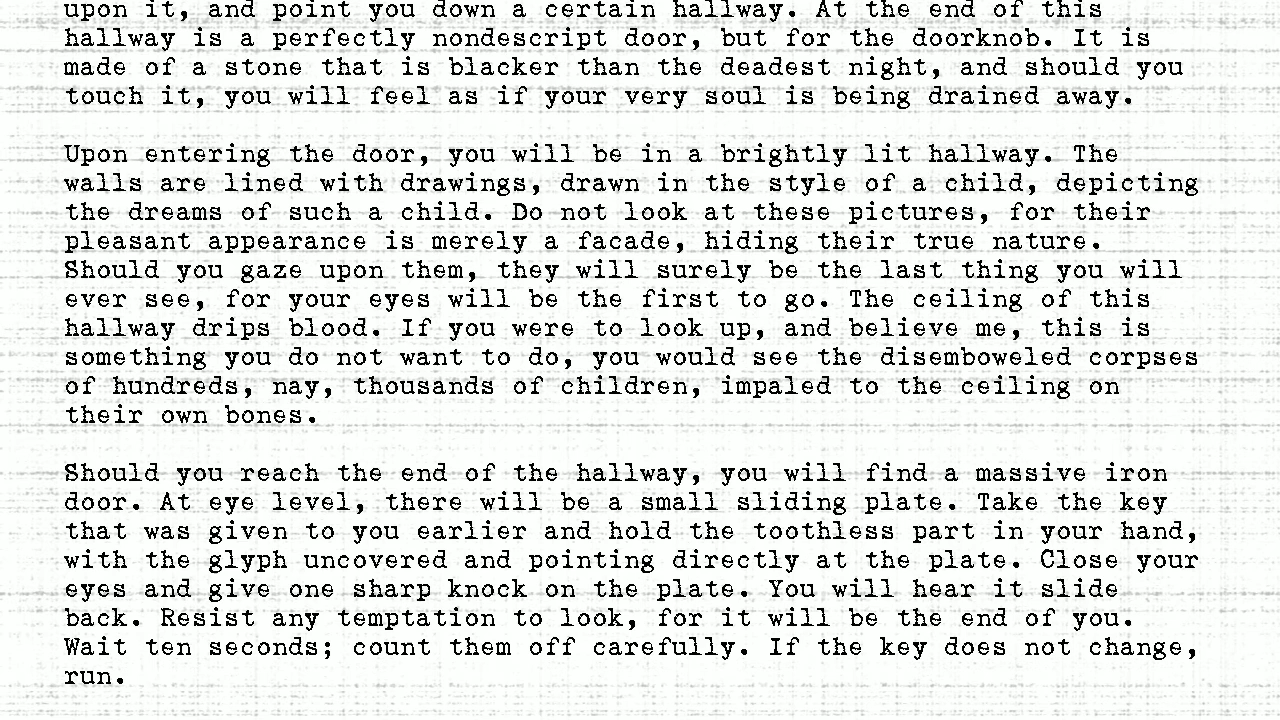 upon it, and point you down a certain hallway. At the end of this
hallway is a perfectly nondescript door, but for the doorknob. It is
made of a stone that is blacker than the deadest night, and should you
touch it, you will feel as if your very soul is being drained away.
Upon entering the door, you will be in a brightly lit hallway. The
walls are lined with drawings, drawn in the style of a child, depicting
the dreams of such a child. Do not look at these pictures, for their
pleasant appearance is merely a facade, hiding their true nature.
Should you gaze upon them, they will surely be the last thing you will
ever see, for your eyes will be the first to go. The ceiling of this
hallway drips blood. If you were to look up, and believe me, this is
something you do not want to do, you would see the disemboweled corpses
of hundreds, nay, thousands of children, impaled to the ceiling on
their own bones.
Should you reach the end of the hallway, you will find a massive iron
door. At eye level, there will be a small sliding plate. Take the key
that was given to you earlier and hold the toothless part in your hand,
with the glyph uncovered and pointing directly at the plate. Close your
eyes and give one sharp knock on the plate. You will hear it slide
back. Resist any temptation to look, for it will be the end of you.
Wait ten seconds; count them off carefully. If the key does not change,
run.